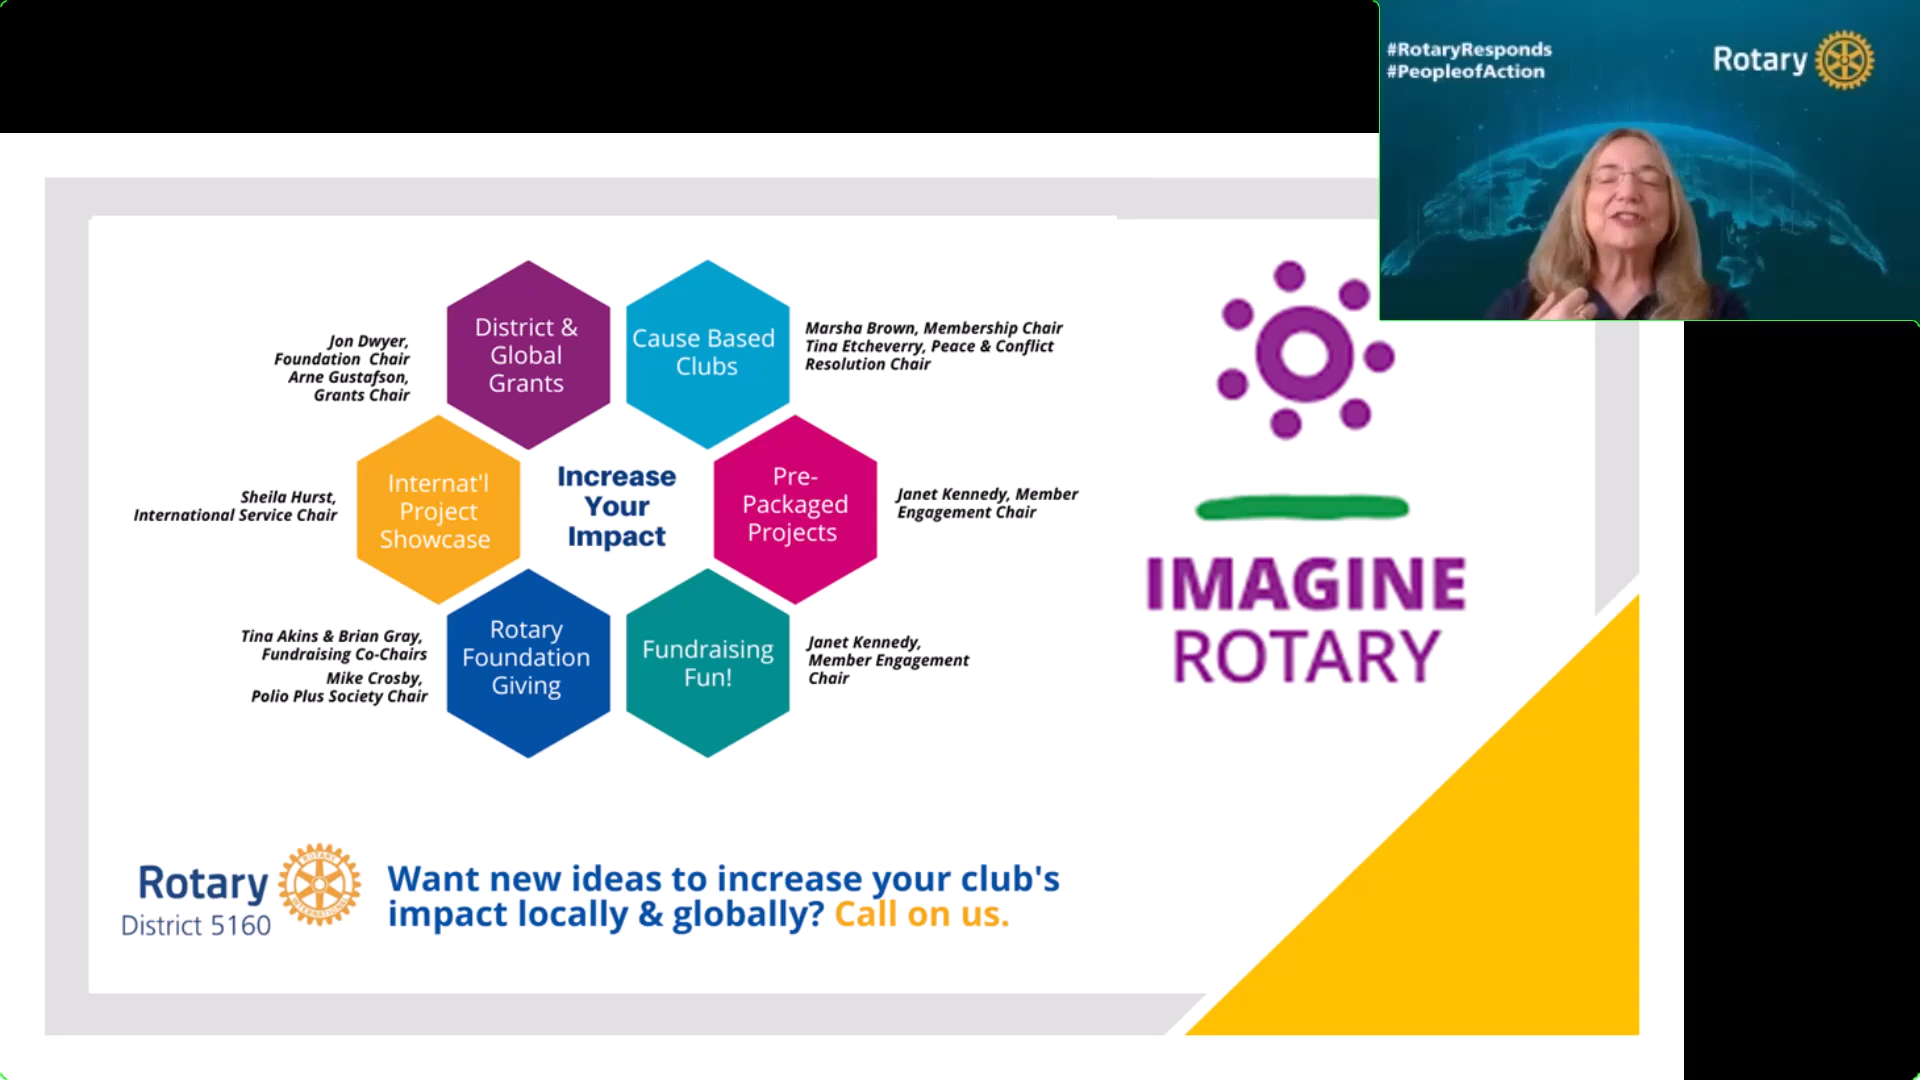 #RotaryResponds
#PeopleofAction
Rotary
District &
Global
Grants
Cause Based
Clubs
Jon Dwyer,
Foundation Chair
Arne Gustafson,
Grants Chair
Marsha Brown, Membership Chair
Tina Etcheverry, Peace & Conflict
Resolution Chair
Internat'l
Project
Showcase
Increase
Your
Impact
Pre-
Packaged
Projects
Sheila Hurst,
International Service Chair
Janet Kennedy, Member
Engagement Chair
Tina Akins & Brian Gray,
Fundraising Co-Chairs
Mike Crosby,
Polio Plus Society Chair
Rotary
Foundation
Giving
Fundraising
Fun!
Janet Kennedy,
Member Engagement
Chair
IMAGINE
ROTARY
Rotary
District 5160
ROTARY
INTERNATIONAL
Want new ideas to increase your club's
impact locally & globally? Call on us.